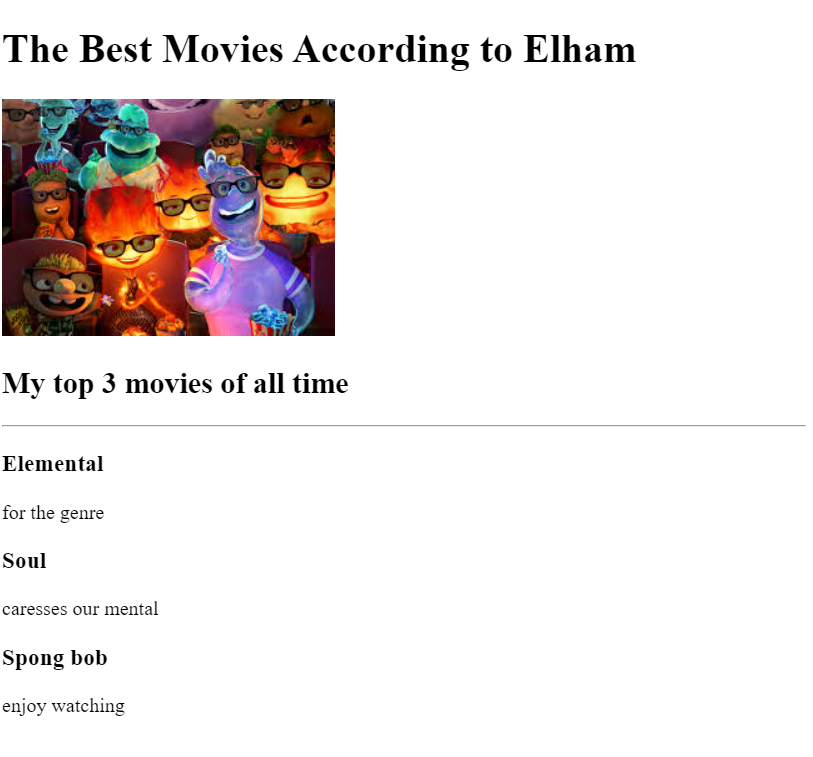 The Best Movies According to Elham
My top 3 movies of all time
Elemental
for the genre
Soul
caresses our mental
Spong bob
enjoy watching